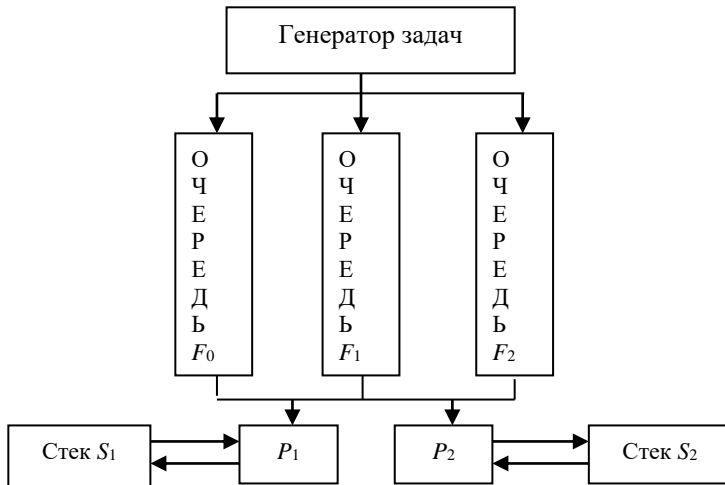 Генератор задач
О
Ч
Е
Р
Е
Д
Ь
F0
О
Ч
Е
Р
Е
Д
Ь
F1
О
Ч
Е
Р
Е
Д
Ь
F2
Стек S1
P1
P2
Стек S2